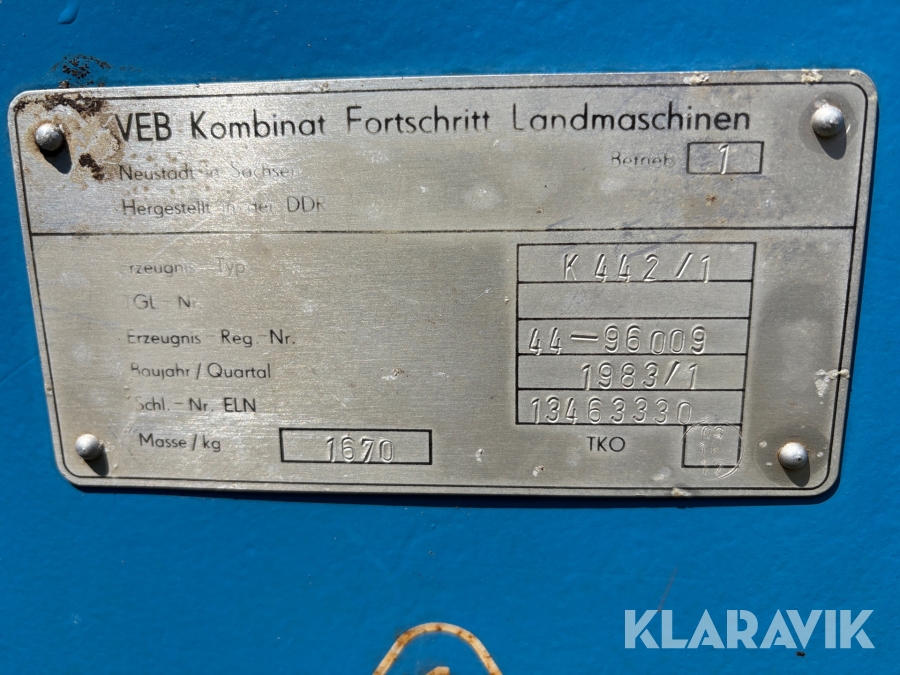 VEB Kombinat Fortschritt Landmaschinen
Neustadt in Sachsen
Betrieb 1
Hergestellt in der DDR
Erzeugnis-Typ K 442/1
TGL-Nr.
Erzeugnis-Reg.-Nr. 44-96009
Baujahr/Quartal 1983/1
Schl.-Nr. ELN 13463330
Masse/kg 1670 TKO
KLARAVIK